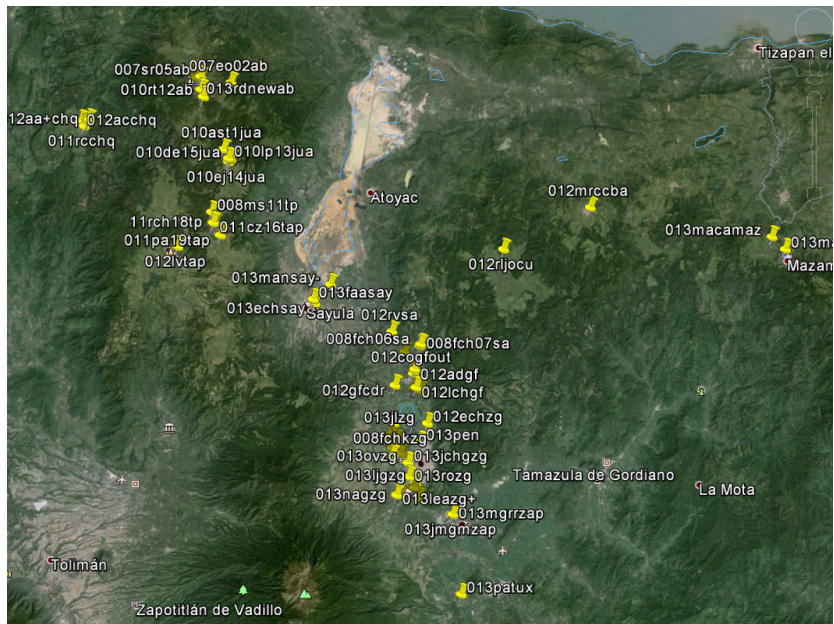 007sr05ab 007eo02ab
Tizapan el
010rt12ab 013rdnewab
12aa+chq 012acchq
011rcchq
010ast1jua
010de15jua 010lp13jua
010ej14jua
Atoyac
012mrccba
008ms11tp
11rch18tp
011cz16tap
013macamaz
011pa19tap
013ma
012rljocu
012lvtap
Mazam
013mansay-
013faasay
013echsay
Sayula
012rvsa
008fch06sa 008fch07sa
012cogfout
012adgf
012gfcdr 012lchgf
013jlzg 012echzg
008fchkzg 013pen
013ovzg 013jchgzg
013ljgzg 013rozg
Tamazula de Gordiano
La Mota
013nagzg 013leazg+
013mgrrzap
013jmgmzap
Tolimán
013patux
Zapotitlán de Vadillo